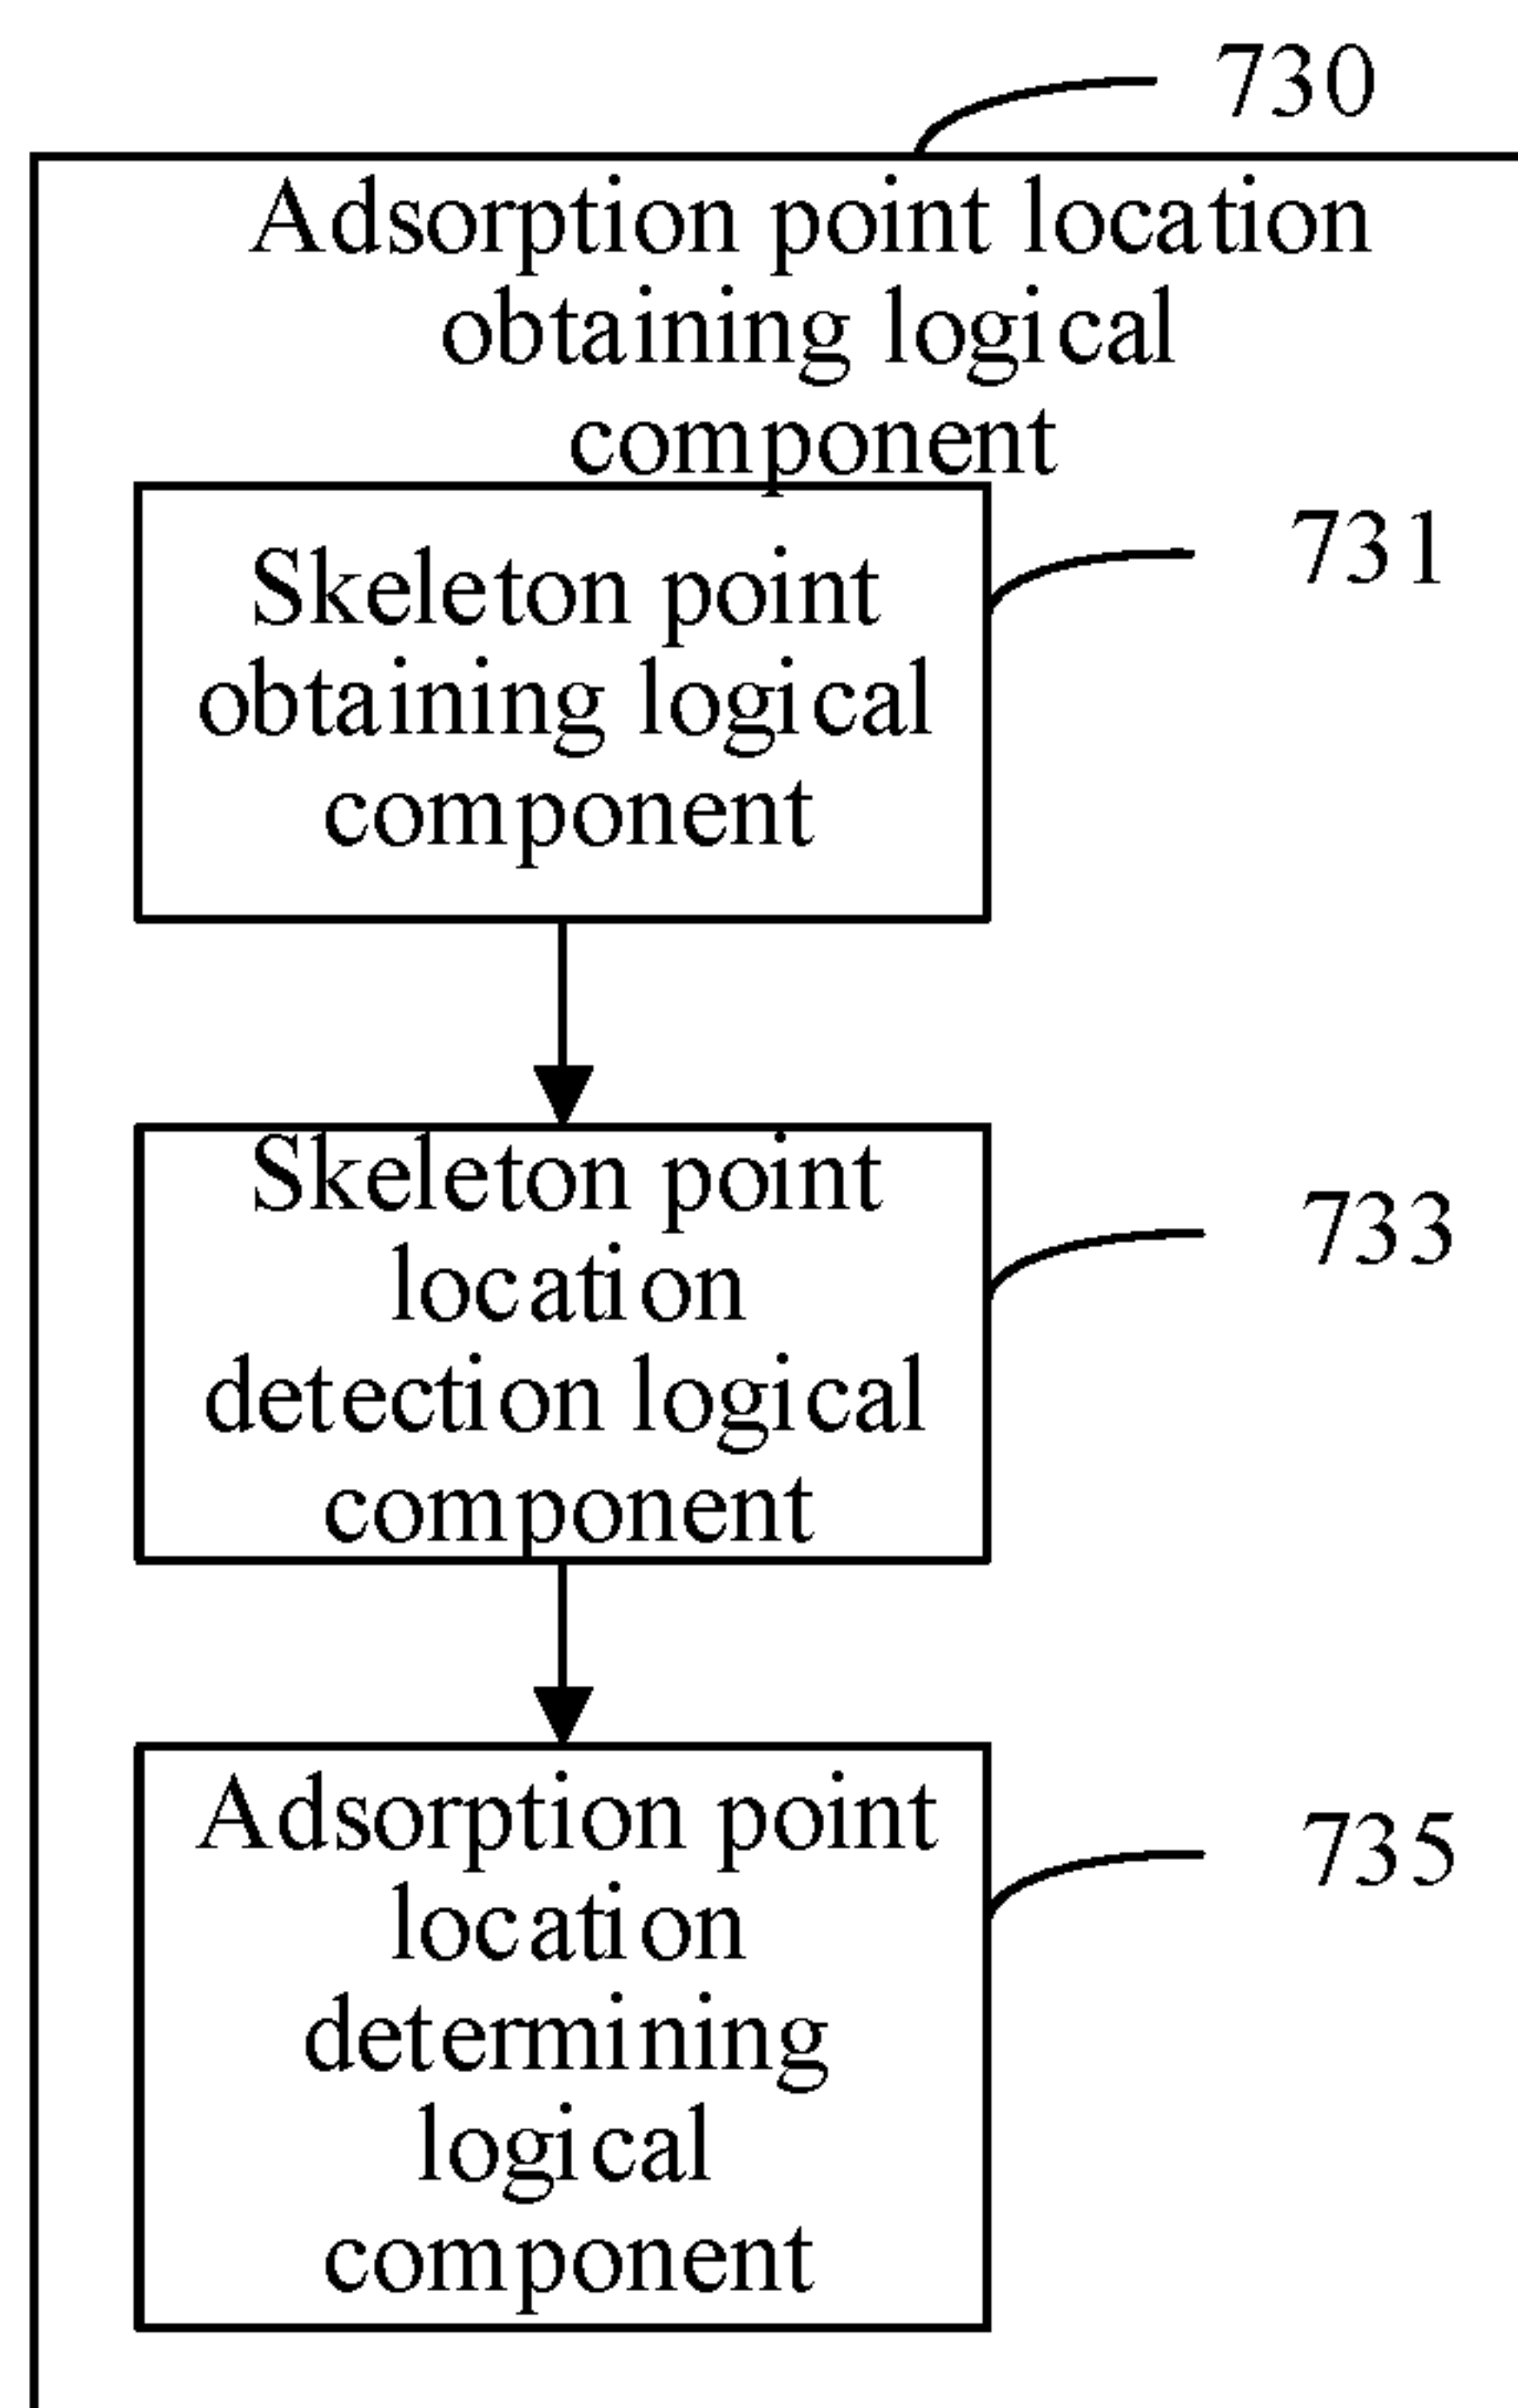 730
Adsorption point location
obtaining logical
component
Skeleton point
obtaining logical
component
731
Skeleton point
location
detection logical
component
733
Adsorption point
location
determining
logical
component
735